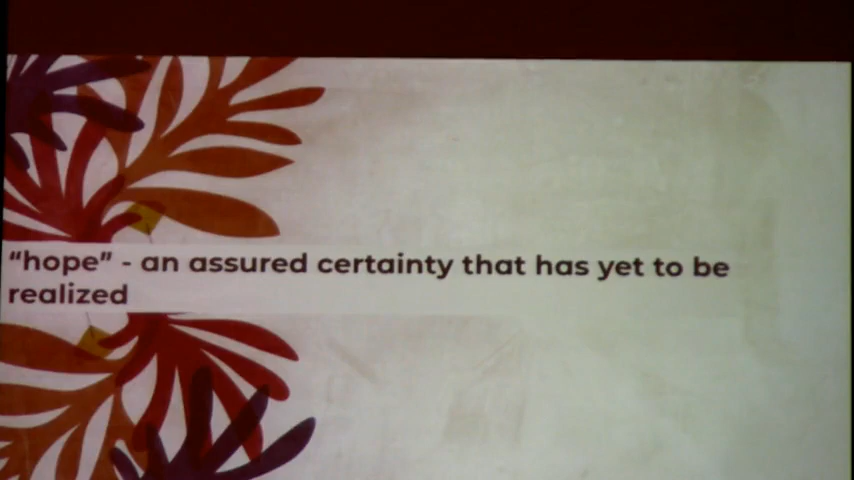 “hope” - an assured certainty that has yet to be
realized